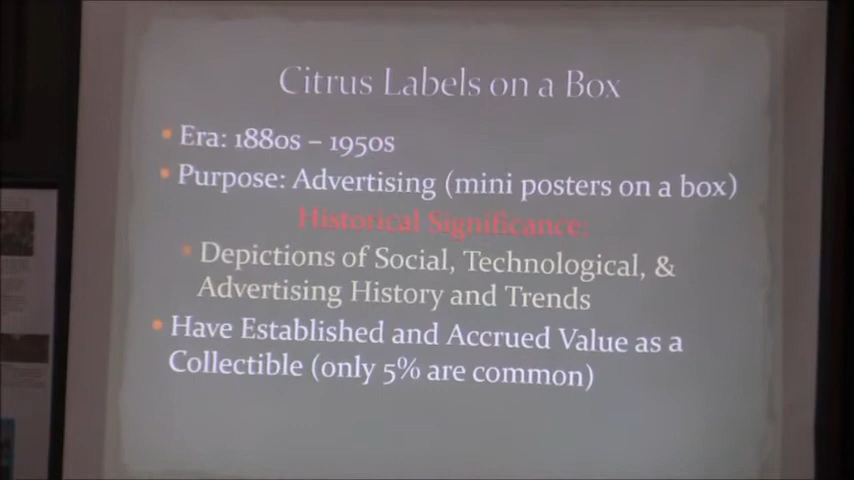 Citrus Labels on a Box
• Era: 1880s – 1950s
• Purpose: Advertising (mini posters on a box)
Historical Significance:
• Depictions of Social, Technological, &
Advertising History and Trends
• Have Established and Accrued Value as a
Collectible (only 5% are common)